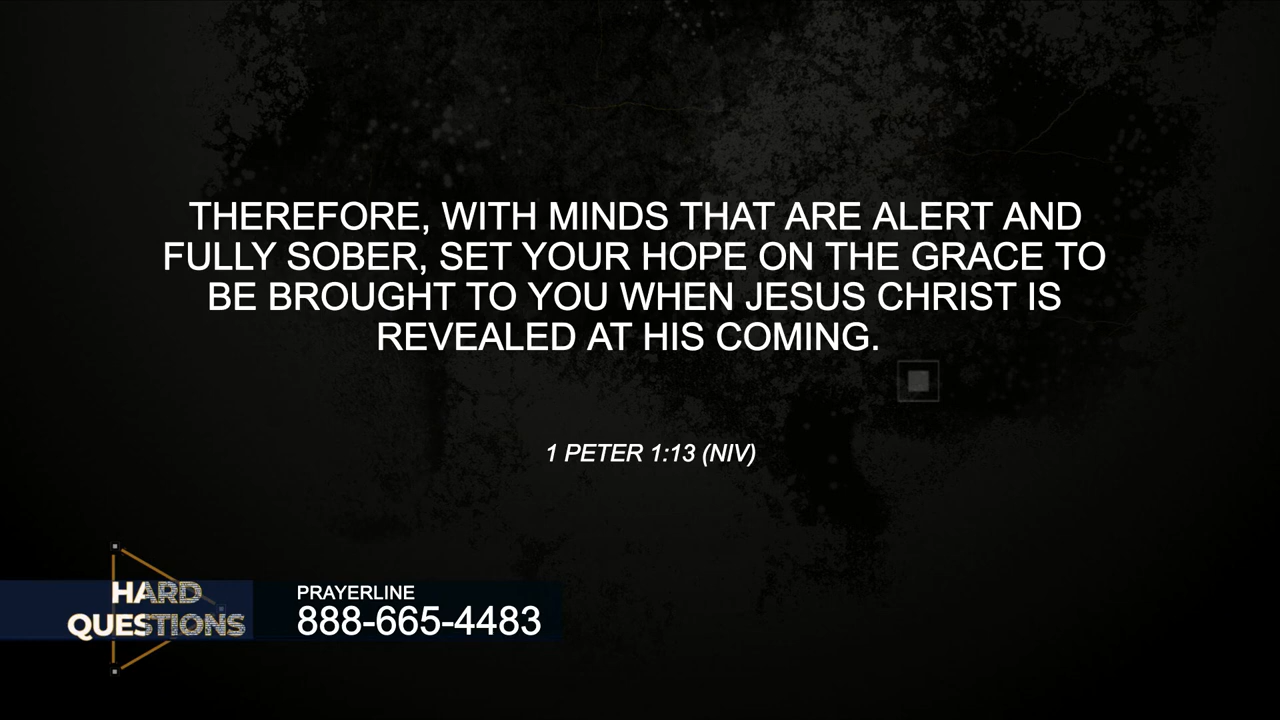 THEREFORE, WITH MINDS THAT ARE ALERT AND
FULLY SOBER, SET YOUR HOPE ON THE GRACE TO
BE BROUGHT TO YOU WHEN JESUS CHRIST IS
REVEALED AT HIS COMING.
1 PETER 1:13 (NIV)
HARD
QUESTIONS
PRAYERLINE
888-665-4483